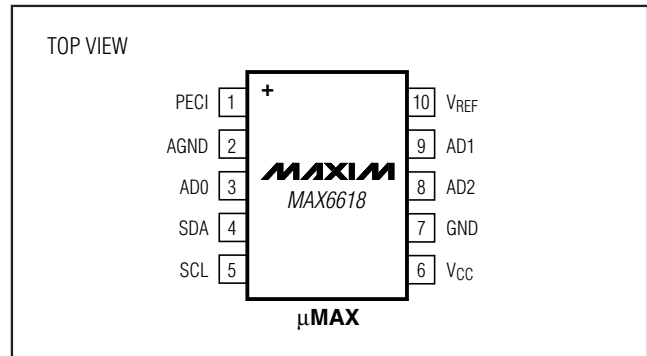 TOP VIEW
+
PECI 1 10 VREF
AGND 2 9 AD1
AD0 3 8 AD2
SDA 4 7 GND
SCL 5 6 VCC
MAXIM
MAX6618
μMAX